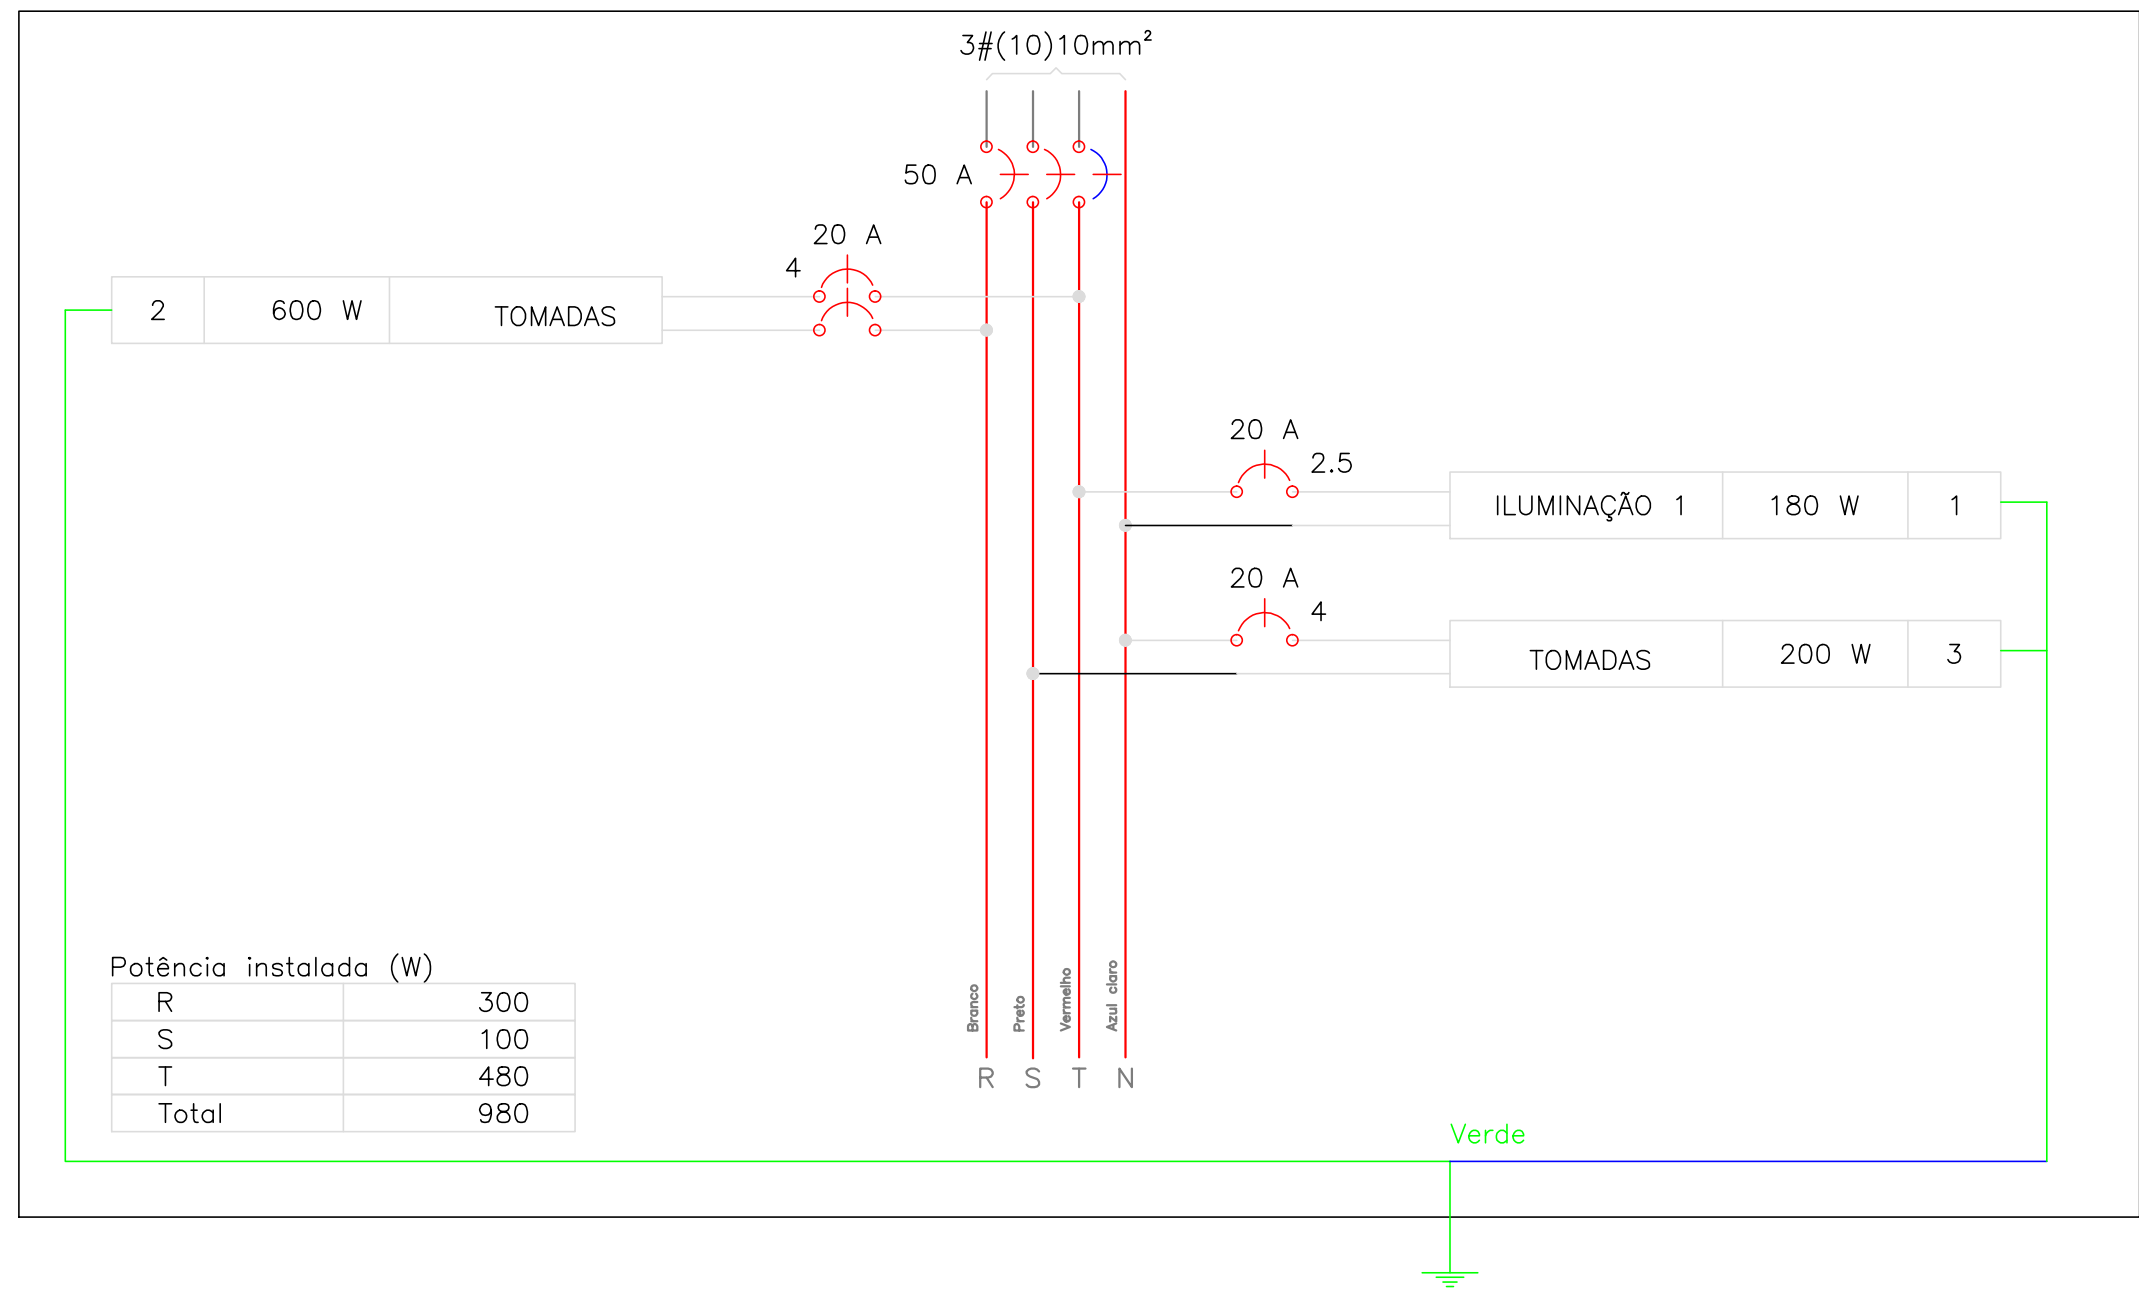 3#(10)10mm²
50 A
20 A
4
2 600 W TOMADAS
20 A
2.5
ILUMINAÇÃO 1 180 W 1
20 A
4
TOMADAS 200 W 3
Potência instalada (W)
R 300
S 100
T 480
Total 980
Branco
Preto
Vermelho
Azul claro
R S T N
Verde